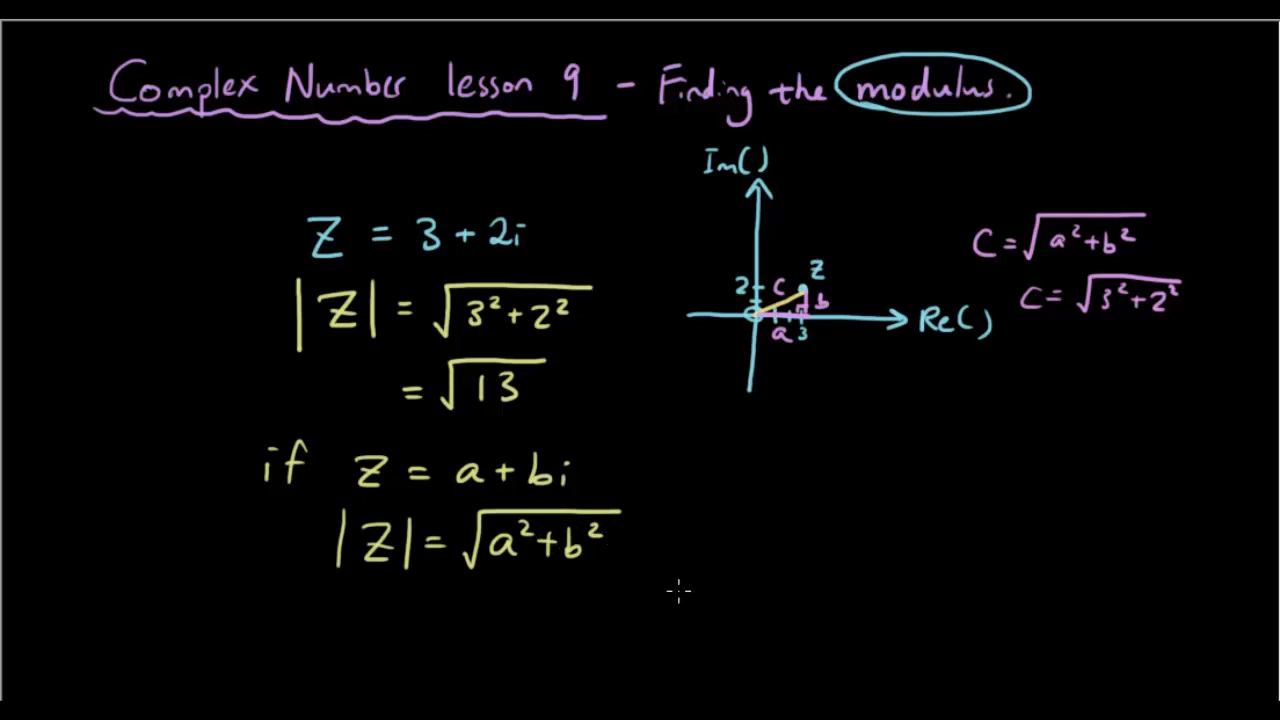 Complex Number lesson 9 - Finding the modulus.
Im()
Z = 3 + 2i
C = √a²+b²
|Z| = √3²+2²
C = √3²+2²
2 c Z
b
a 3
Re()
= √13
if Z = a + bi
|Z| = √a²+b²